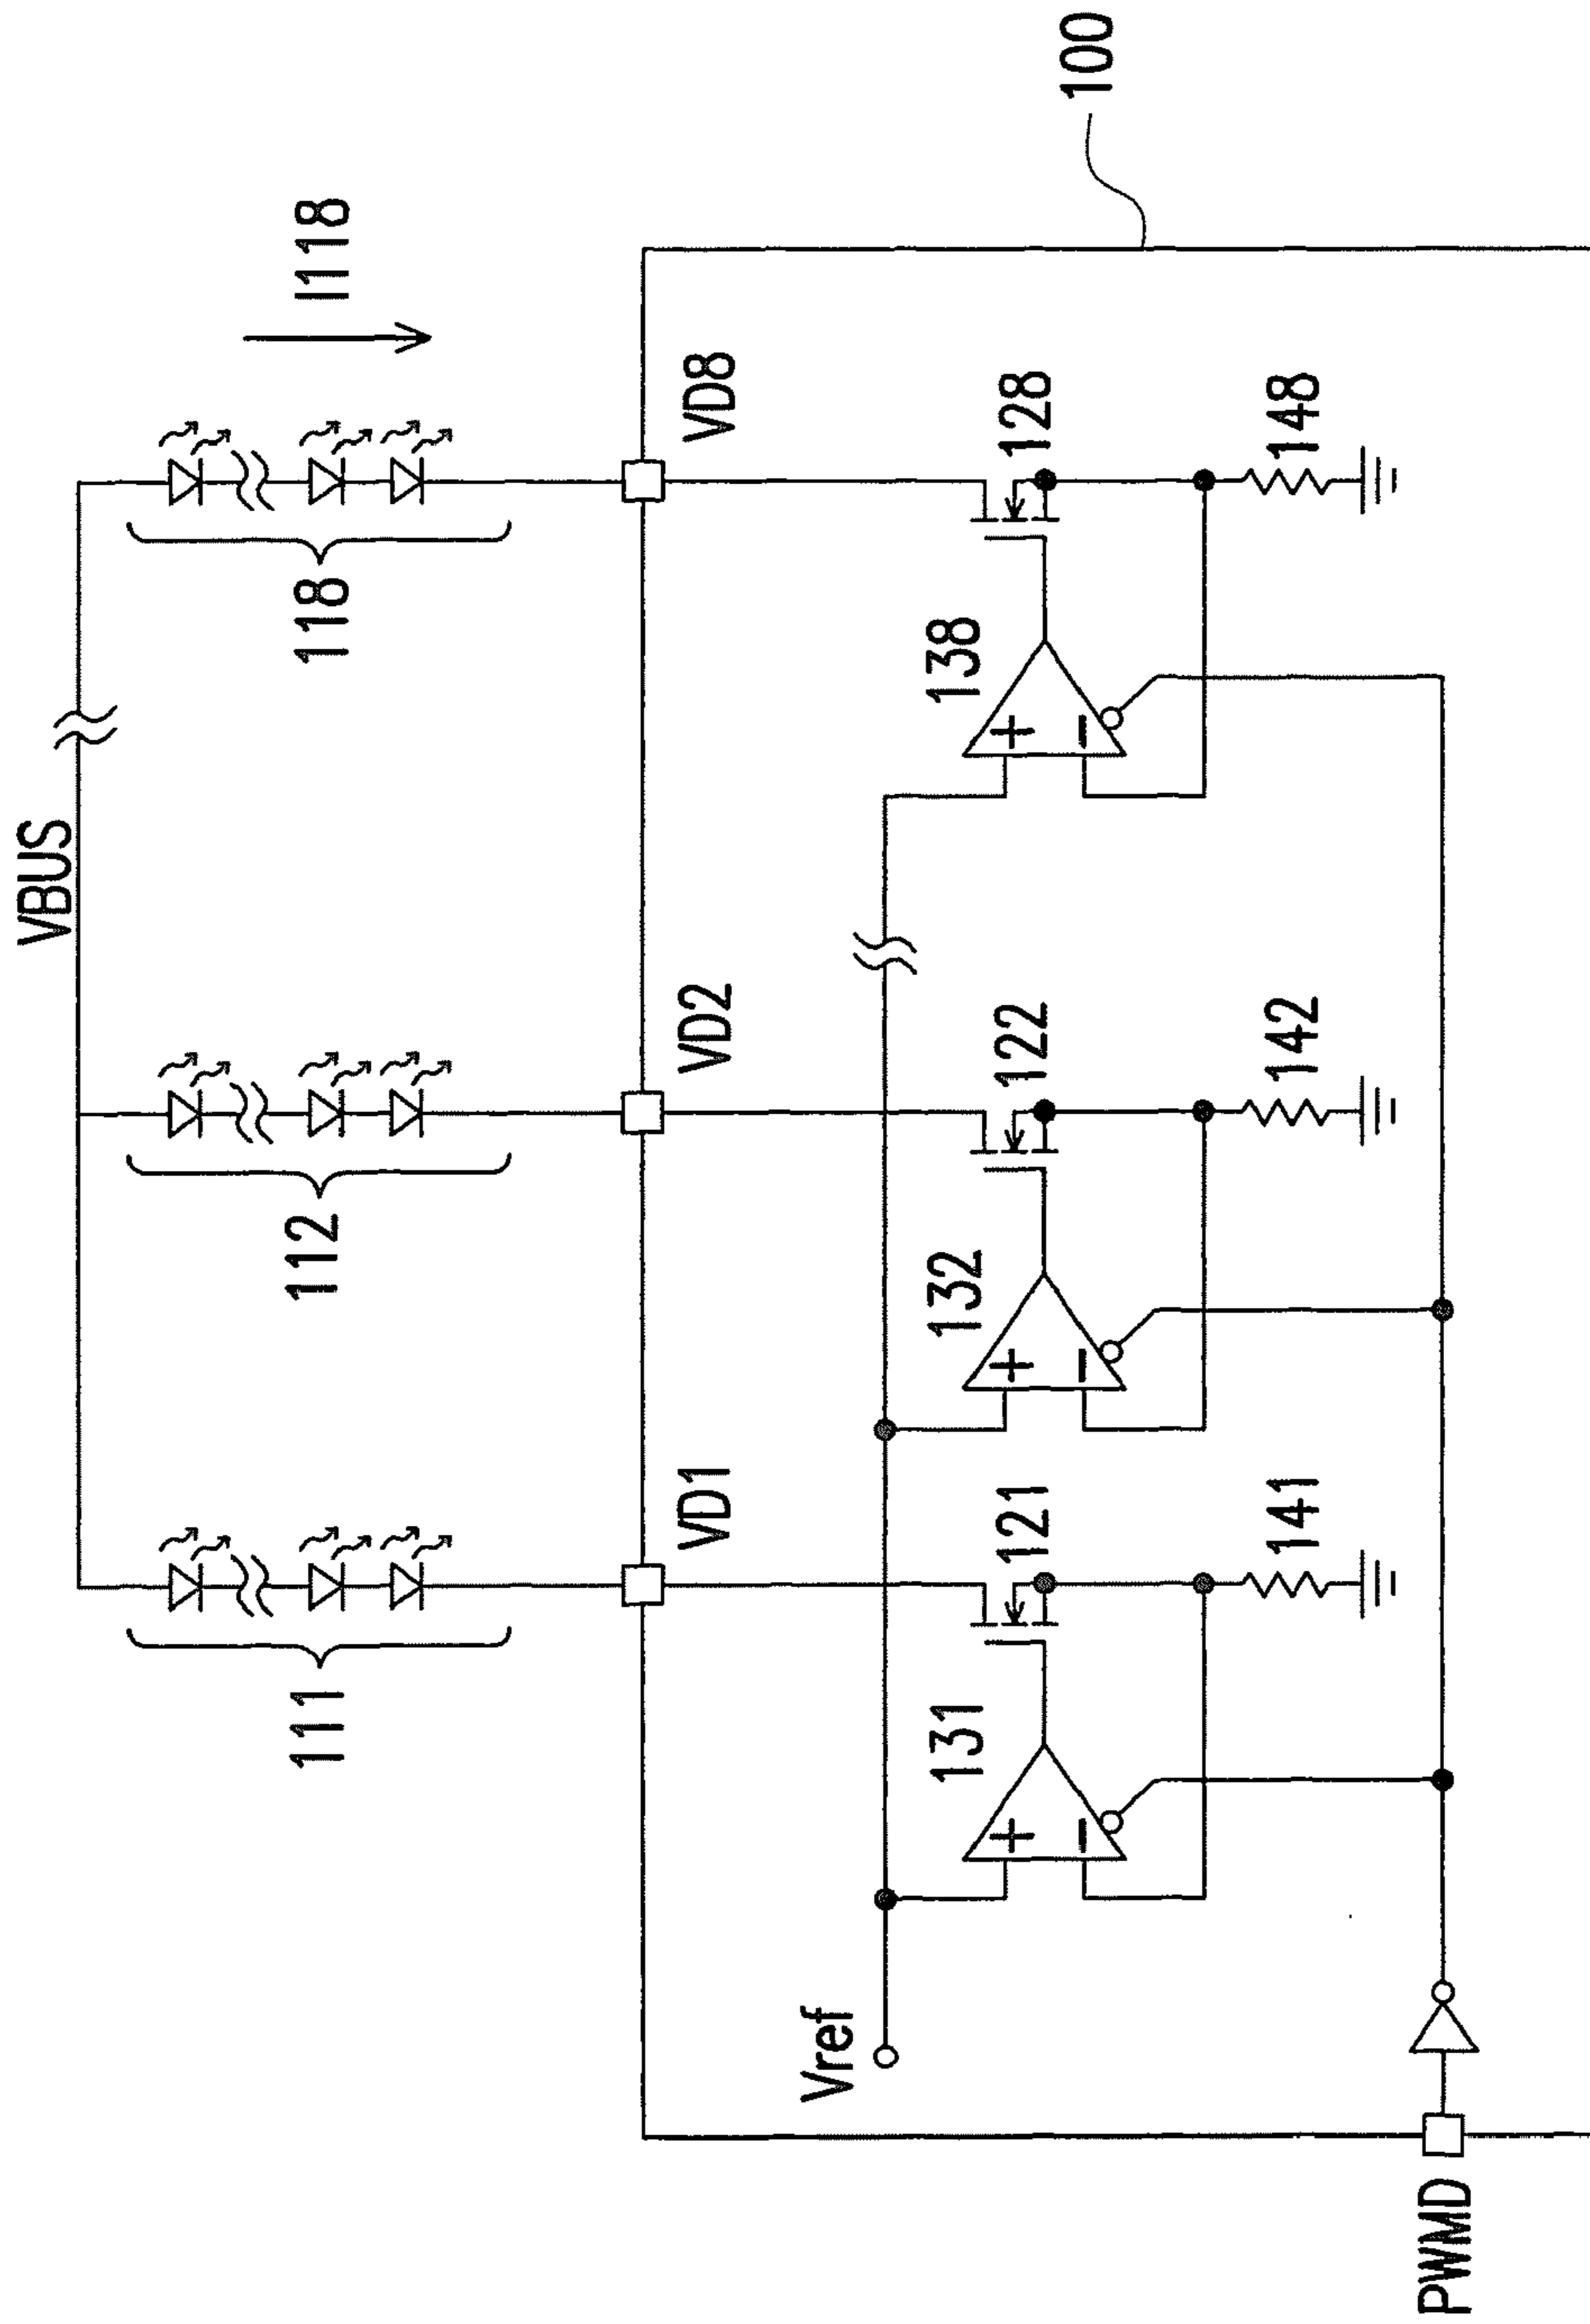 VBUS
I118
111
112
118
VD1
VD2
VD8
100
Vref
131
121
132
122
138
128
+
−
+
−
+
−
141
142
148
PWMD